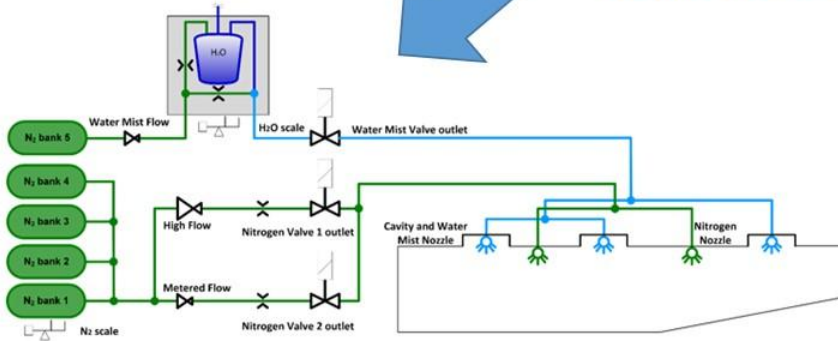 H₂O
N₂ bank 5
Water Mist Flow
H₂O scale
Water Mist Valve outlet
N₂ bank 4
N₂ bank 3
N₂ bank 2
N₂ bank 1
High Flow
Nitrogen Valve 1 outlet
Metered Flow
Nitrogen Valve 2 outlet
N₂ scale
Cavity and Water
Mist Nozzle
Nitrogen
Nozzle